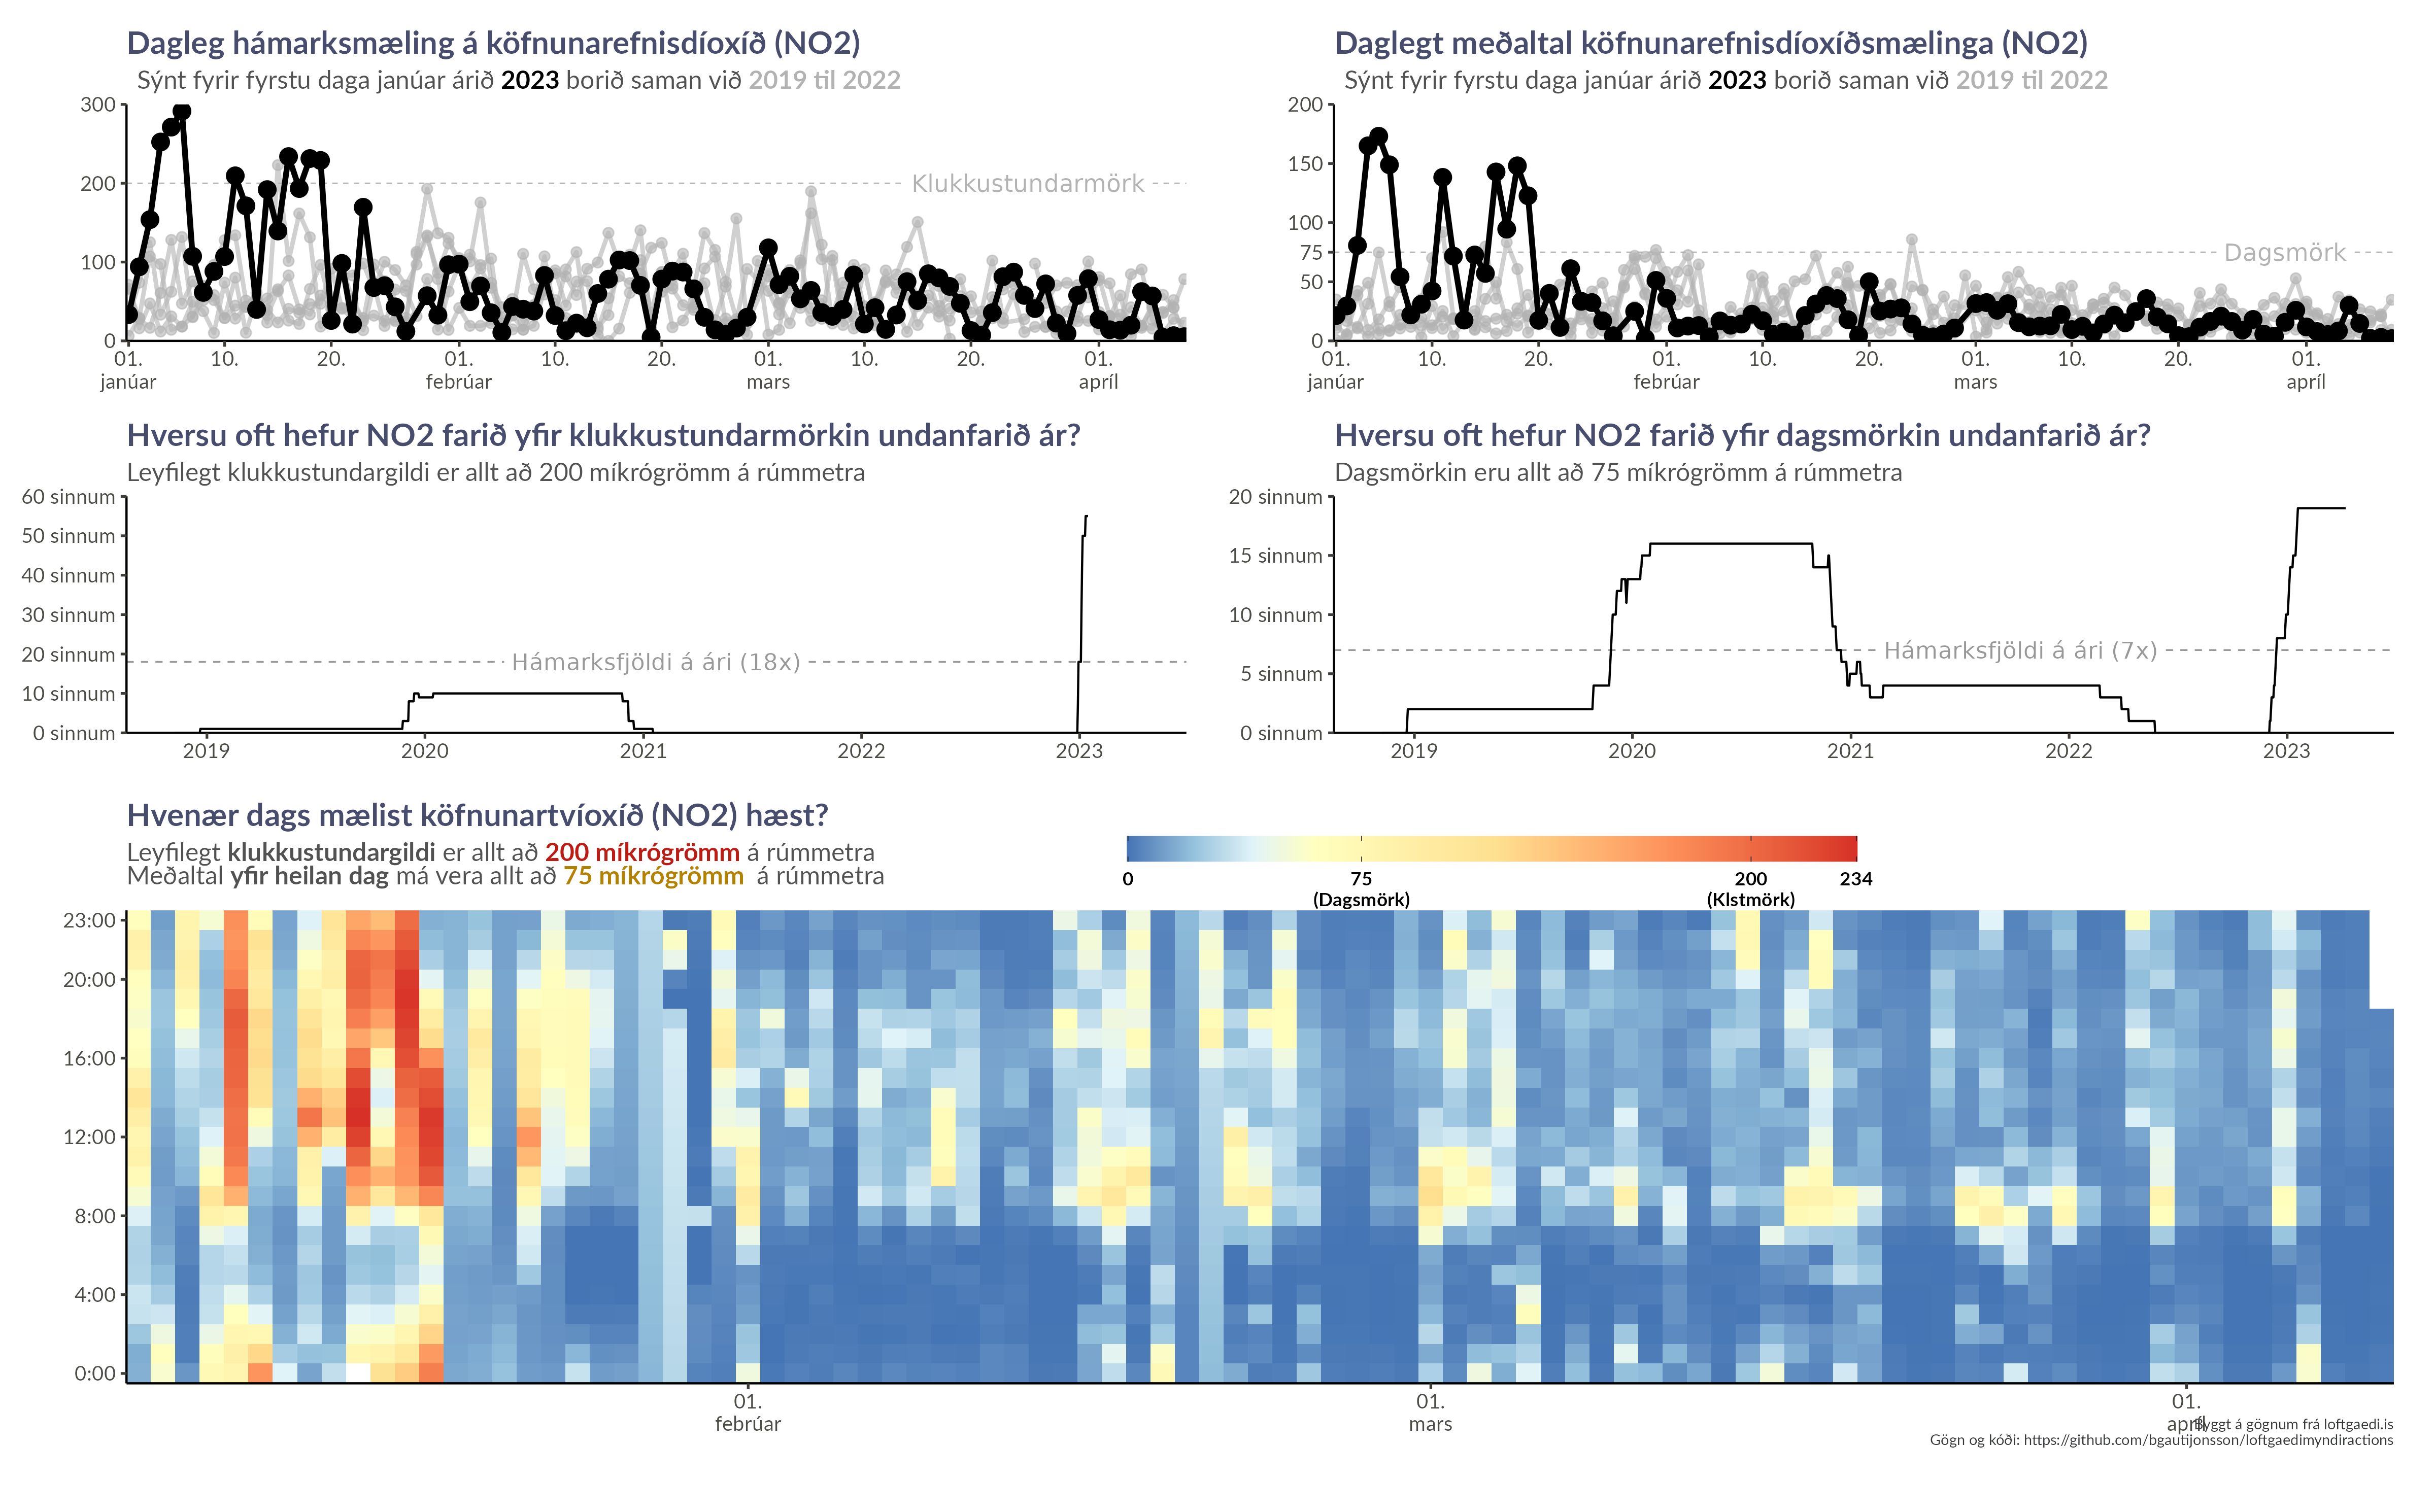 Dagleg hámarksmæling á köfnunarefnisdíoxíð (NO2)
Sýnt fyrir fyrstu daga janúar árið 2023 borið saman við 2019 til 2022
300
200
100
0
Klukkustundarmörk
01. 10. 20. 01. 10. 20. 01. 10. 20. 01.
janúar febrúar mars apríl
Daglegt meðaltal köfnunarefnisdíoxíðsmælinga (NO2)
Sýnt fyrir fyrstu daga janúar árið 2023 borið saman við 2019 til 2022
200
150
100
75
50
0
Dagsmörk
01. 10. 20. 01. 10. 20. 01. 10. 20. 01.
janúar febrúar mars apríl
Hversu oft hefur NO2 farið yfir klukkustundarmörkin undanfarið ár?
Leyfilegt klukkustundargildi er allt að 200 míkrógrömm á rúmmetra
60 sinnum
50 sinnum
40 sinnum
30 sinnum
20 sinnum
10 sinnum
0 sinnum
Hámarksfjöldi á ári (18x)
2019 2020 2021 2022 2023
Hversu oft hefur NO2 farið yfir dagsmörkin undanfarið ár?
Dagsmörkin eru allt að 75 míkrógrömm á rúmmetra
20 sinnum
15 sinnum
10 sinnum
5 sinnum
0 sinnum
Hámarksfjöldi á ári (7x)
2019 2020 2021 2022 2023
Hvenær dags mælist köfnunartvíoxíð (NO2) hæst?
Leyfilegt klukkustundargildi er allt að 200 míkrógrömm á rúmmetra
Meðaltal yfir heilan dag má vera allt að 75 míkrógrömm á rúmmetra
0 75 200 234
(Dagsmörk) (Klstmörk)
23:00
20:00
16:00
12:00
8:00
4:00
0:00
01. 01. 01.
febrúar mars apríl
Byggt á gögnum frá loftgaedi.is
Gögn og kóði: https://github.com/bgautijonsson/loftgaedimyndiractions